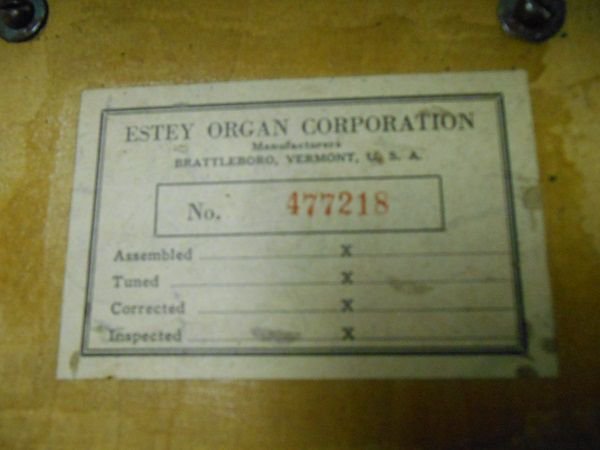 ESTEY ORGAN CORPORATION
Manufacturers
BRATTLEBORO, VERMONT, U. S. A.
No. 477218
Assembled X
Tuned X
Corrected X
Inspected X